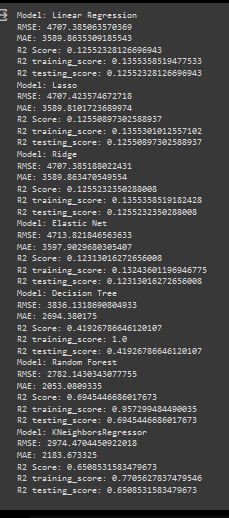 Model: Linear Regression
RMSE: 4707.385063570369
MAE: 3589.8635309185543
R2 Score: 0.12552328126696943
R2 training_score: 0.1355358519477533
R2 testing_score: 0.12552328126696943
Model: Lasso
RMSE: 4707.423574672718
MAE: 3589.8101723689974
R2 Score: 0.12550897302588937
R2 training_score: 0.1355301012557102
R2 testing_score: 0.12550897302588937
Model: Ridge
RMSE: 4707.385188022431
MAE: 3589.863470549554
R2 Score: 0.1255232350288008
R2 training_score: 0.1355358519182428
R2 testing_score: 0.1255232350288008
Model: Elastic Net
RMSE: 4713.821846563633
MAE: 3597.9029680305407
R2 Score: 0.12313016272656008
R2 training_score: 0.13243601196946775
R2 testing_score: 0.12313016272656008
Model: Decision Tree
RMSE: 3836.1318690804933
MAE: 2694.380175
R2 Score: 0.41926786646120107
R2 training_score: 1.0
R2 testing_score: 0.41926786646120107
Model: Random Forest
RMSE: 2782.1430343077755
MAE: 2053.0809335
R2 Score: 0.6945446686017673
R2 training_score: 0.957299484490035
R2 testing_score: 0.6945446686017673
Model: KNeighborsRegressor
RMSE: 2974.4704450922018
MAE: 2183.673325
R2 Score: 0.6508531583479673
R2 training_score: 0.7705627837479546
R2 testing_score: 0.6508531583479673